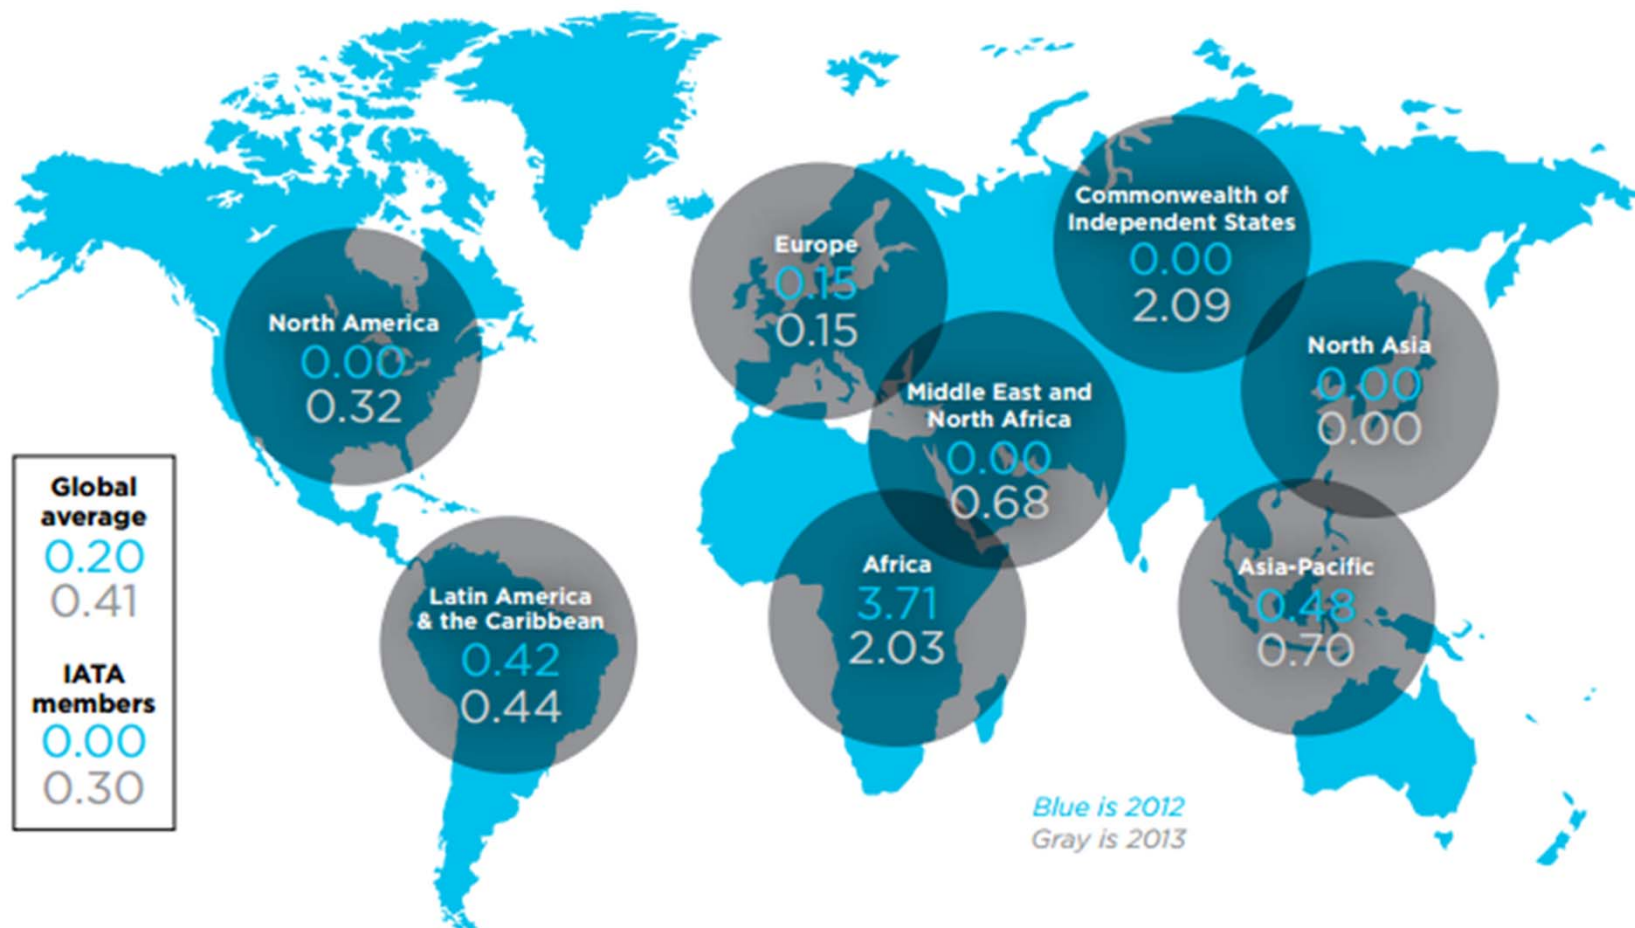 North America
0.00
0.32
Europe
0.15
0.15
Commonwealth of
Independent States
0.00
2.09
North Asia
0.00
0.00
Middle East and
North Africa
0.00
0.68
Africa
3.71
2.03
Asia-Pacific
0.48
0.70
Latin America
& the Caribbean
0.42
0.44
Global
average
0.20
0.41
IATA
members
0.00
0.30
Blue is 2012
Gray is 2013